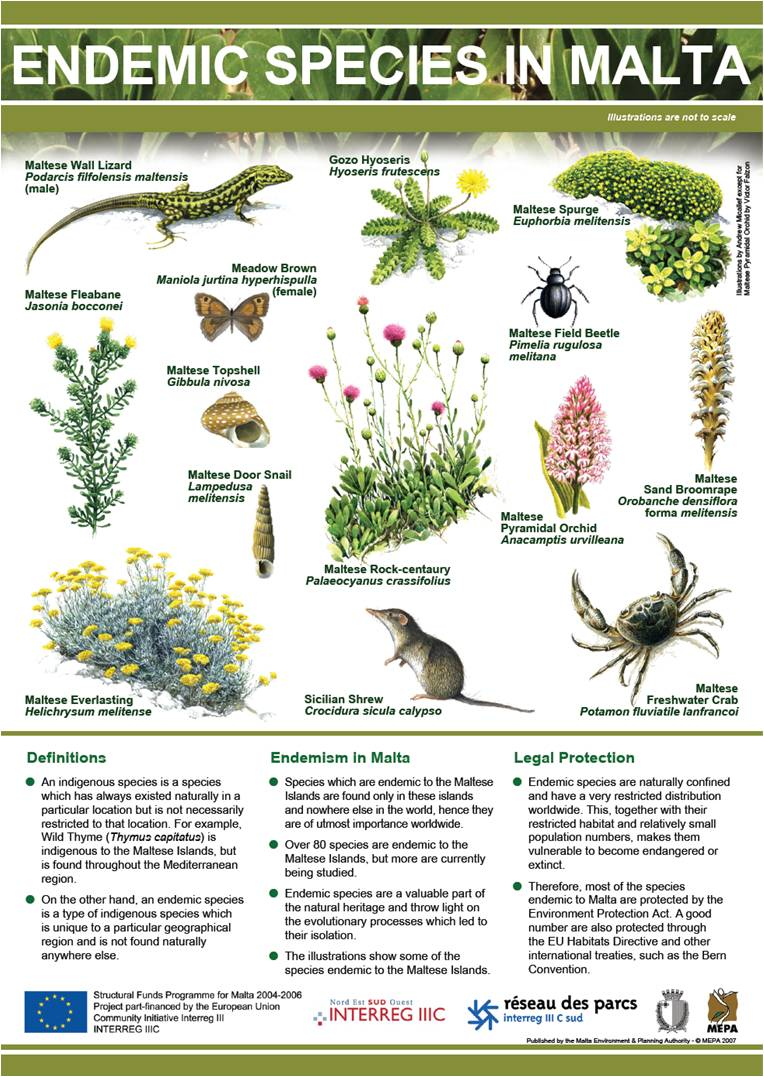 ENDEMIC SPECIES IN MALTA
Illustrations are not to scale
Maltese Wall Lizard
Podarcis filfolensis maltensis
(male)
Gozo Hyoseris
Hyoseris frutescens
Maltese Spurge
Euphorbia melitensis
Illustrations by Andrew Micallef except for
Maltese Pyramidal Orchid by Victor Falzon
Meadow Brown
Maniola jurtina hyperhispulla
(female)
Maltese Fleabane
Jasonia bocconei
Maltese Field Beetle
Pimelia rugulosa
melitana
Maltese Topshell
Gibbula nivosa
Maltese Door Snail
Lampedusa
melitensis
Maltese
Sand Broomrape
Orobanche densiflora
forma melitensis
Maltese
Pyramidal Orchid
Anacamptis urvilleana
Maltese Rock-centaury
Palaeocyanus crassifolius
Maltese Everlasting
Helichrysum melitense
Sicilian Shrew
Crocidura sicula calypso
Maltese
Freshwater Crab
Potamon fluviatile lanfrancoi
Definitions
● An indigenous species is a species
which has always existed naturally in a
particular location but is not necessarily
restricted to that location. For example,
Wild Thyme (Thymus capitatus) is
indigenous to the Maltese Islands, but
is found throughout the Mediterranean
region.
● On the other hand, an endemic species
is a type of indigenous species which
is unique to a particular geographical
region and is not found naturally
anywhere else.
Endemism in Malta
● Species which are endemic to the Maltese
Islands are found only in these islands
and nowhere else in the world, hence they
are of utmost importance worldwide.
● Over 80 species are endemic to the
Maltese Islands, but more are currently
being studied.
● Endemic species are a valuable part of
the natural heritage and throw light on
the evolutionary processes which led to
their isolation.
● The illustrations show some of the
species endemic to the Maltese Islands.
Legal Protection
● Endemic species are naturally confined
and have a very restricted distribution
worldwide. This, together with their
restricted habitat and relatively small
population numbers, makes them
vulnerable to become endangered or
extinct.
● Therefore, most of the species
endemic to Malta are protected by the
Environment Protection Act. A good
number are also protected through
the EU Habitats Directive and other
international treaties, such as the Bern
Convention.
Structural Funds Programme for Malta 2004-2006
Project part-financed by the European Union
Community Initiative Interreg III
INTERREG IIIC
Nord Est SUD Ouest
INTERREG IIIC
réseau des parcs
interreg III C sud
MEPA
Published by the Malta Environment & Planning Authority - © MEPA 2007